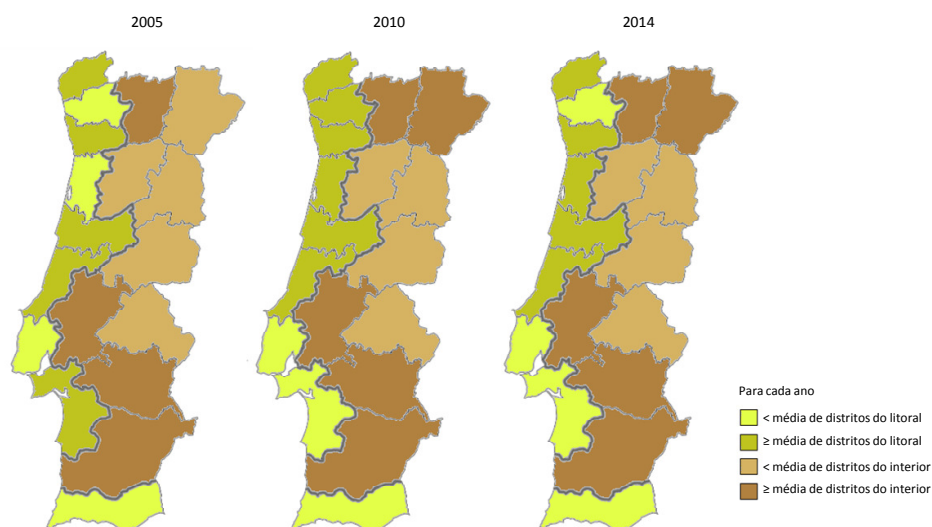 2005
2010
2014
Para cada ano
< média de distritos do litoral
≥ média de distritos do litoral
< média de distritos do interior
≥ média de distritos do interior